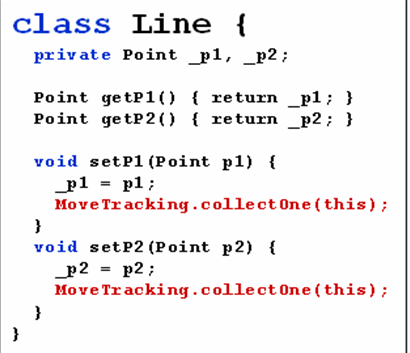 class Line {
private Point _p1, _p2;
Point getP1() { return _p1; }
Point getP2() { return _p2; }
void setP1(Point p1) {
_p1 = p1;
MoveTracking.collectOne(this);
}
void setP2(Point p2) {
_p2 = p2;
MoveTracking.collectOne(this);
}
}